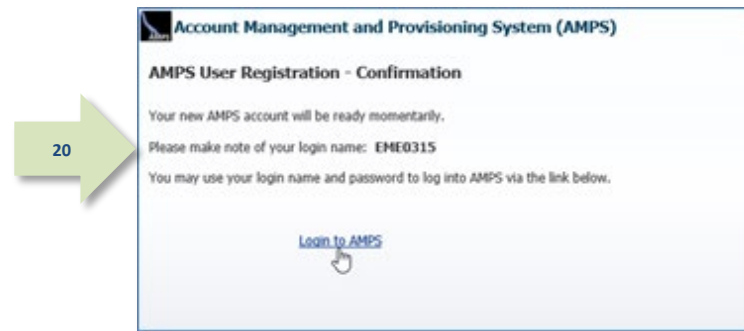 Account Management and Provisioning System (AMPS)
AMPS User Registration - Confirmation
Your new AMPS account will be ready momentarily.
20
Please make note of your login name: EME0315
You may use your login name and password to log into AMPS via the link below.
Login to AMPS